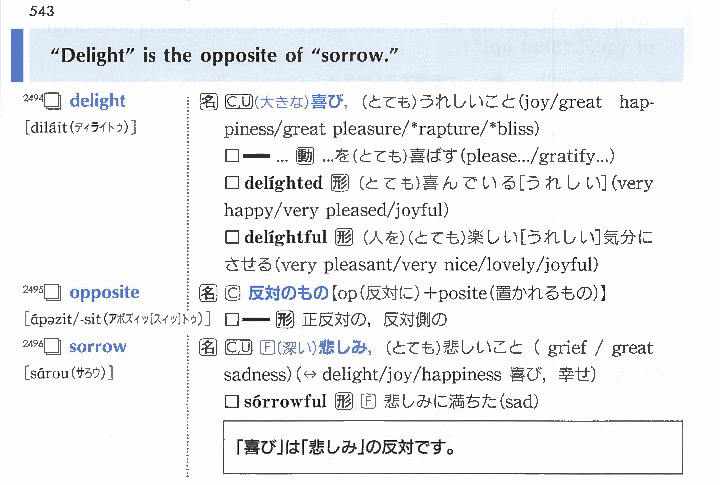 543
“Delight” is the opposite of “sorrow.”
2494□ delight 名 C,U (大きな)喜び, (とても)うれしいこと(joy/great hap-
[diláit(ディライトゥ)] piness/great pleasure/*rapture/*bliss)
□━ ... 動 ...を(とても)喜ばす(please.../gratify...)
□ delíghted 形 (とても)喜んでいる[うれしい](very
happy/very pleased/joyful)
□ delíghtful 形 (人を)(とても)楽しい[うれしい]気分に
させる(very pleasant/very nice/lovely/joyful)
2495□ opposite 名 C 反対のもの【op(反対に)+posite(置かれるもの)】
[ápəzit/-sit(アポズィッ[スィッ]トゥ)] □━ 形 正反対の, 反対側の
2496□ sorrow 名 C,U F (深い)悲しみ, (とても)悲しいこと ( grief / great
[sárou(サろウ)] sadness)(↔ delight/joy/happiness 喜び, 幸せ)
□ sórrowful 形 F 悲しみに満ちた(sad)
「喜び」は「悲しみ」の反対です。